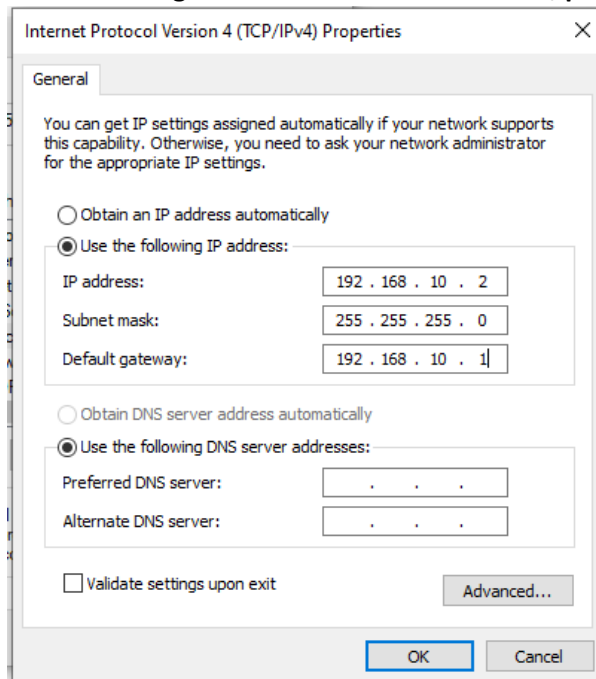 Internet Protocol Version 4 (TCP/IPv4) Properties
General
You can get IP settings assigned automatically if your network supports
this capability. Otherwise, you need to ask your network administrator
for the appropriate IP settings.
Obtain an IP address automatically
Use the following IP address:
IP address: 192 . 168 . 10 . 2
Subnet mask: 255 . 255 . 255 . 0
Default gateway: 192 . 168 . 10 . 1
Obtain DNS server address automatically
Use the following DNS server addresses:
Preferred DNS server: . . .
Alternate DNS server: . . .
Validate settings upon exit
Advanced...
OK Cancel